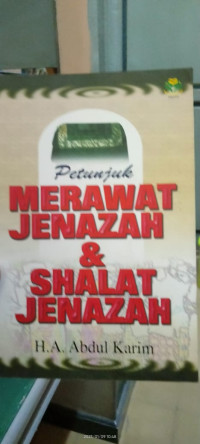 Petunjuk
MERAWAT
JENAZAH
&
SHALAT
JENAZAH
H.A. Abdul Karim